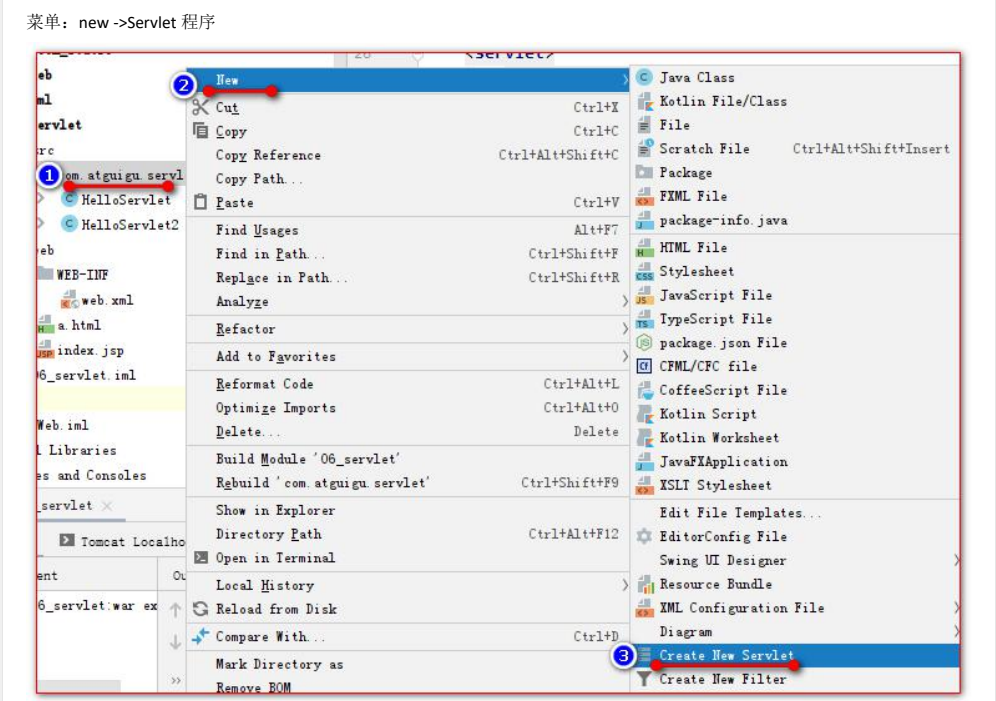 菜单：new ->Servlet 程序
28
<servlet>
eb
ml
ervlet
src
om.atguigu.servl
HelloServlet
HelloServlet2
eb
WEB-INF
web.xml
a.html
index.jsp
06_servlet.iml
Web.iml
l Libraries
es and Consoles
_servlet
Tomcat Localho
ent
Ou
6_servlet:war ex
1
2
New
Cut Ctrl+X
Copy Ctrl+C
Copy Reference Ctrl+Alt+Shift+C
Copy Path...
Paste Ctrl+V
Find Usages Alt+F7
Find in Path... Ctrl+Shift+F
Replace in Path... Ctrl+Shift+R
Analyze
Refactor
Add to Favorites
Reformat Code Ctrl+Alt+L
Optimize Imports Ctrl+Alt+O
Delete... Delete
Build Module '06_servlet'
Rebuild 'com.atguigu.servlet' Ctrl+Shift+F9
Show in Explorer
Directory Path Ctrl+Alt+F12
Open in Terminal
Local History
Reload from Disk
Compare With... Ctrl+D
Mark Directory as
Remove BOM
Java Class
Kotlin File/Class
File
Scratch File Ctrl+Alt+Shift+Insert
Package
FXML File
package-info.java
HTML File
Stylesheet
JavaScript File
TypeScript File
package.json File
CFML/CFC file
CoffeeScript File
Kotlin Script
Kotlin Worksheet
JavaFXApplication
XSLT Stylesheet
Edit File Templates...
EditorConfig File
Swing UI Designer
Resource Bundle
XML Configuration File
Diagram
3
Create New Servlet
Create New Filter